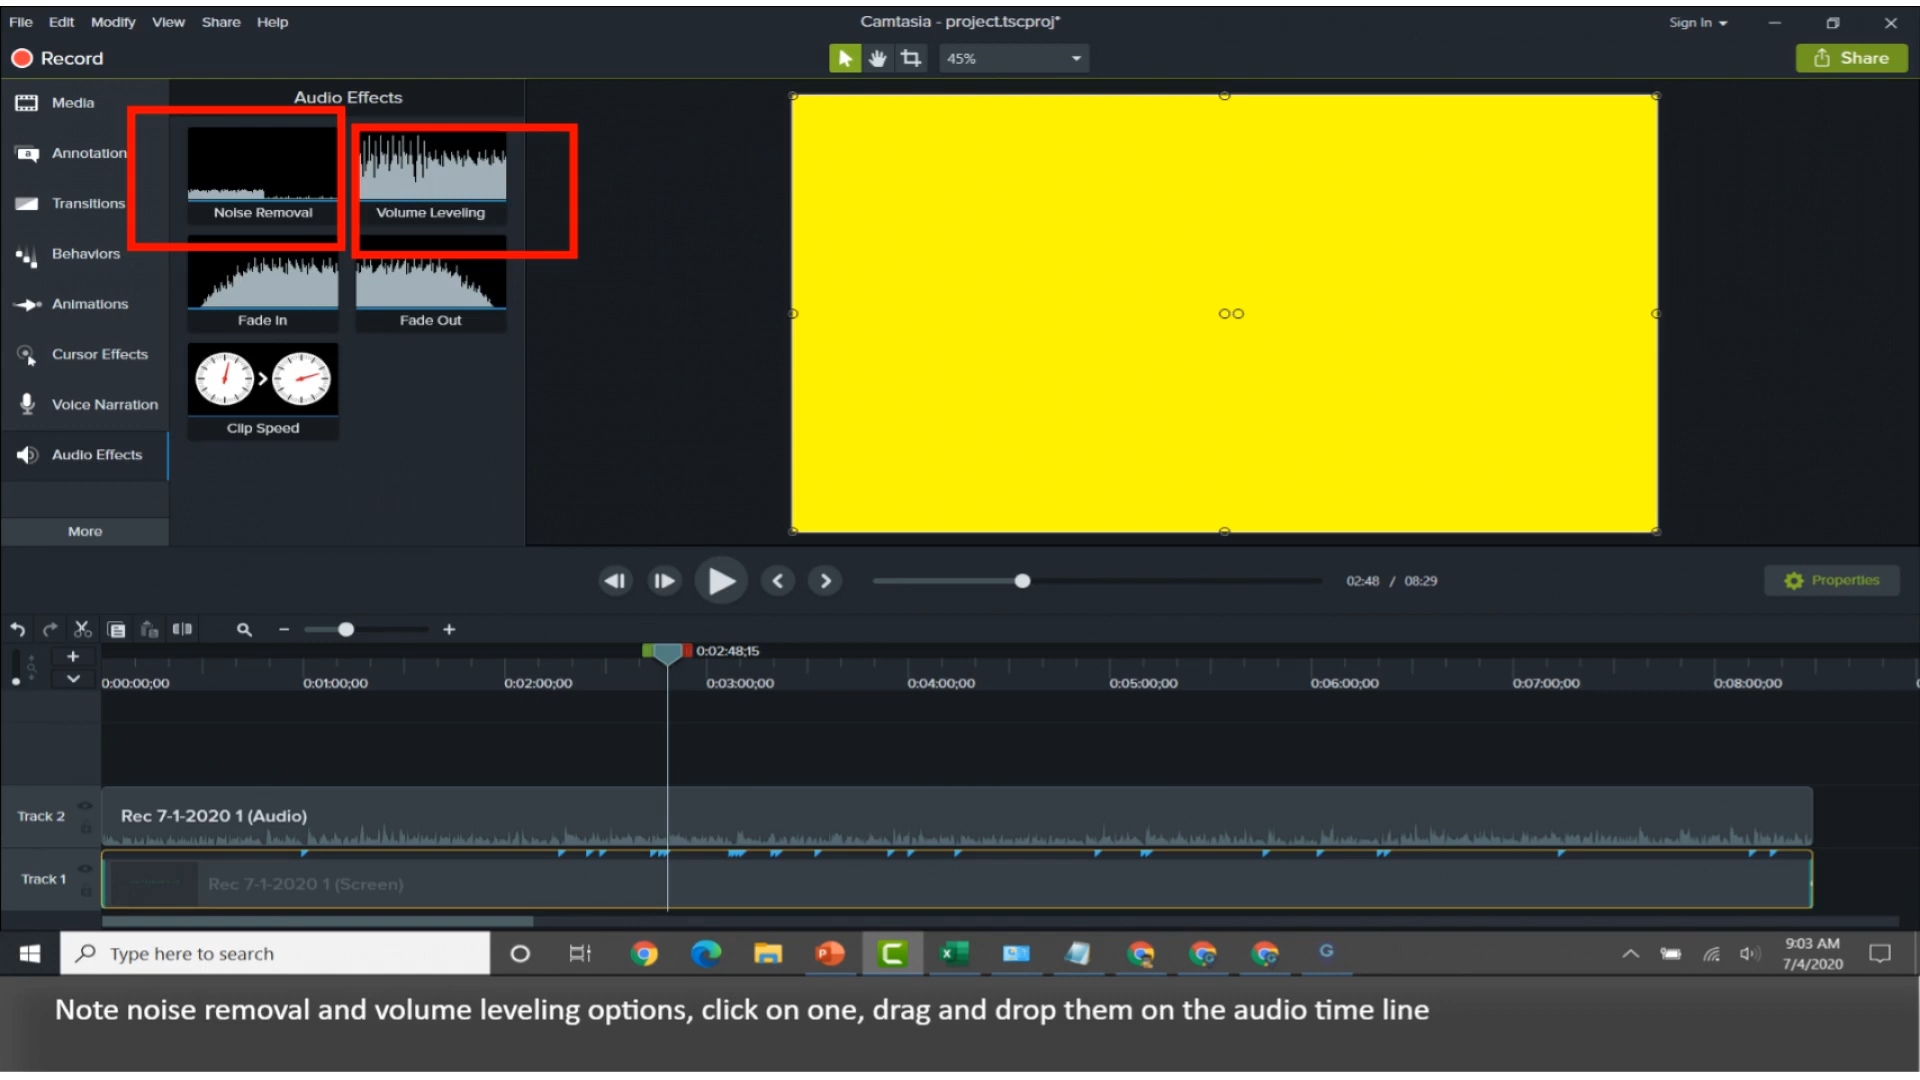 File Edit Modify View Share Help
Camtasia - project.tscproj*
Sign In
Record
45%
Share
Media
Annotation
Transitions
Behaviors
Animations
Cursor Effects
Voice Narration
Audio Effects
More
Audio Effects
Noise Removal
Volume Leveling
Fade In
Fade Out
Clip Speed
02:48 / 08:29
Properties
0:02:48;15
0:00:00;00 0:01:00;00 0:02:00;00 0:03:00;00 0:04:00;00 0:05:00;00 0:06:00;00 0:07:00;00 0:08:00;00
Track 2
Rec 7-1-2020 1 (Audio)
Track 1
Rec 7-1-2020 1 (Screen)
Type here to search
9:03 AM
7/4/2020
Note noise removal and volume leveling options, click on one, drag and drop them on the audio time line